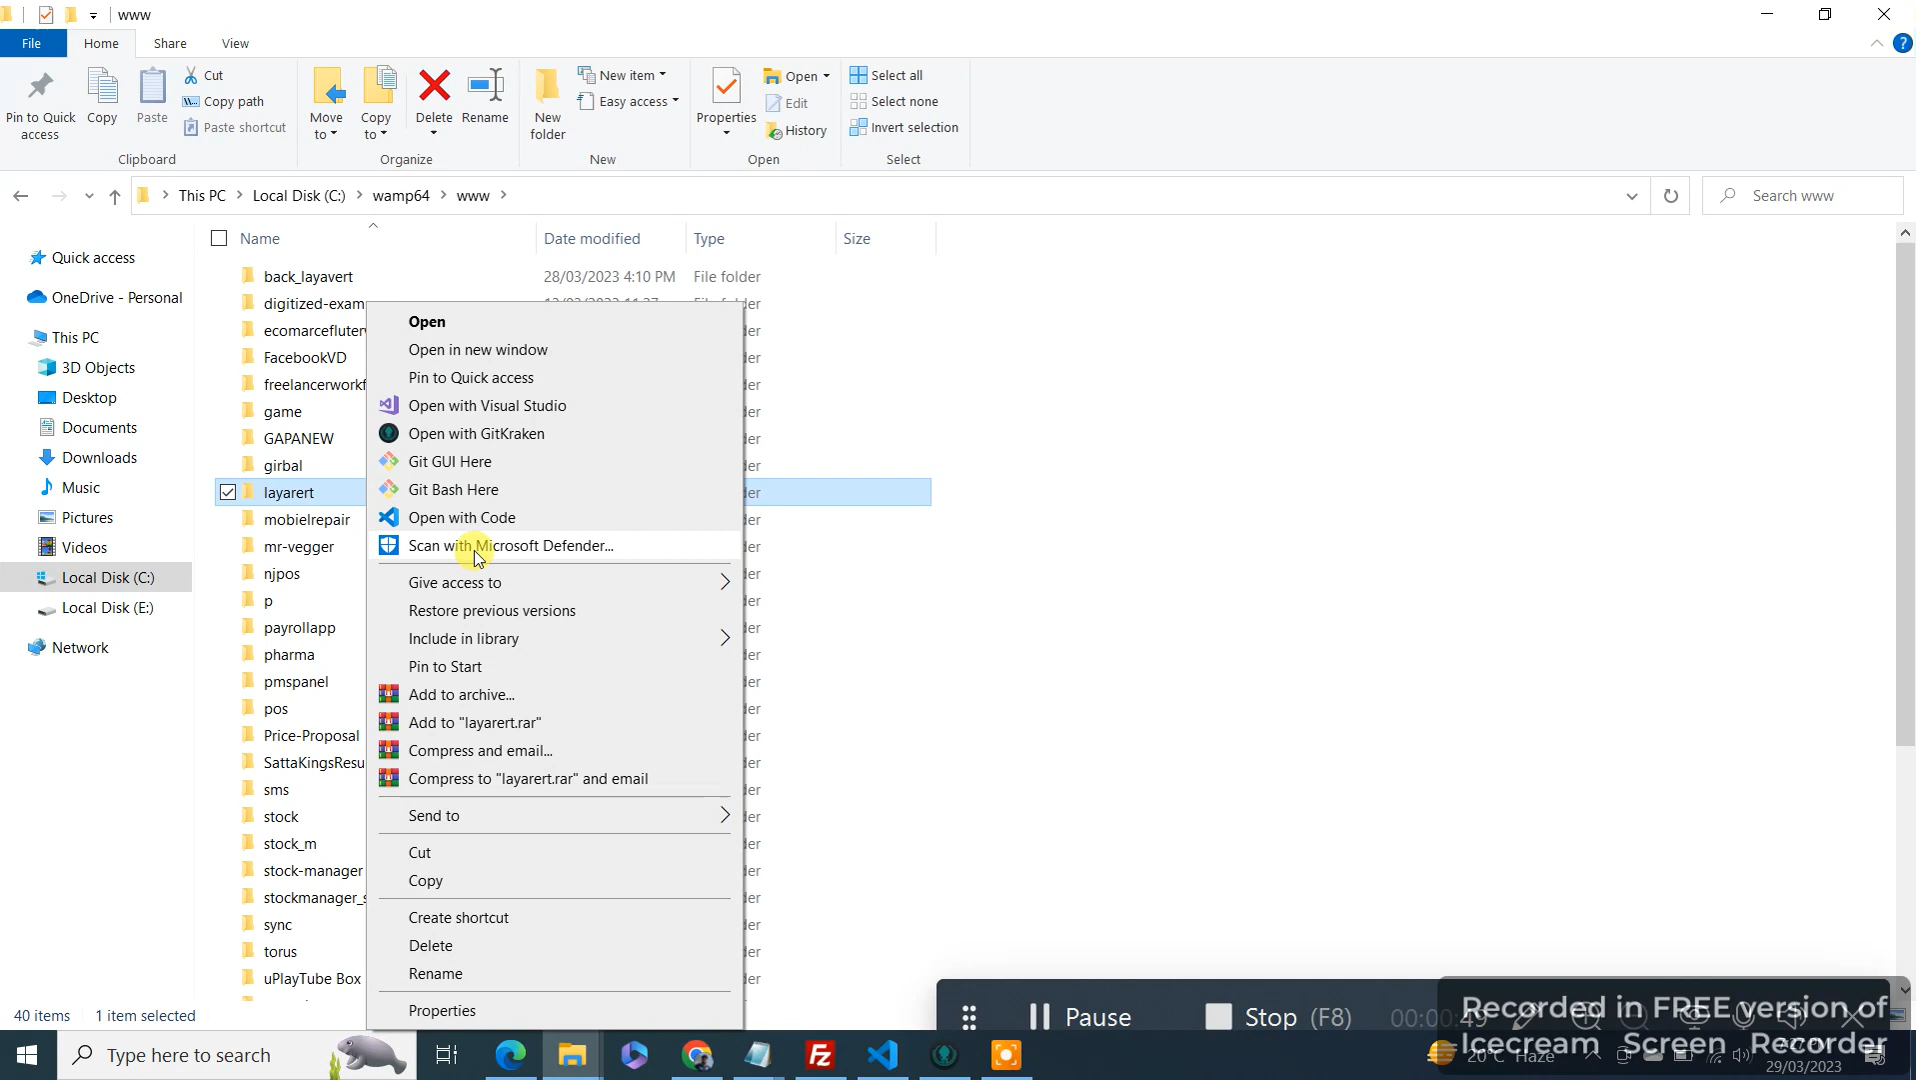 www
File Home Share View
Pin to Quick access
Copy
Paste
Cut
Copy path
Paste shortcut
Clipboard
Move to
Copy to
Delete
Rename
Organize
New folder
New item
Easy access
New
Properties
Open
Edit
History
Open
Select all
Select none
Invert selection
Select
This PC Local Disk (C:) wamp64 www
Search www
Name Date modified Type Size
Quick access
OneDrive - Personal
This PC
3D Objects
Desktop
Documents
Downloads
Music
Pictures
Videos
Local Disk (C:)
Local Disk (E:)
Network
back_layavert 28/03/2023 4:10 PM File folder
digitized-exam
FacebookVD
game
GAPANEW
girbal
layarert
mobielrepair
mr-vegger
njpos
p
payrollapp
pharma
pmspanel
pos
Price-Proposal
SattaKingsResu
sms
stock
stock_m
stock-manager
stockmanager_s
sync
torus
uPlayTube Box
Open
Open in new window
Pin to Quick access
Open with Visual Studio
Open with GitKraken
Git GUI Here
Git Bash Here
Open with Code
Scan with Microsoft Defender...
Give access to
Restore previous versions
Include in library
Pin to Start
Add to archive...
Add to "layarert.rar"
Compress and email...
Compress to "layarert.rar" and email
Send to
Cut
Copy
Create shortcut
Delete
Rename
Properties
40 items 1 item selected
Pause Stop (F8) 00:00:49
Recorded in FREE version of
Icecream Screen Recorder
Type here to search
20°C Haze
29/03/2023